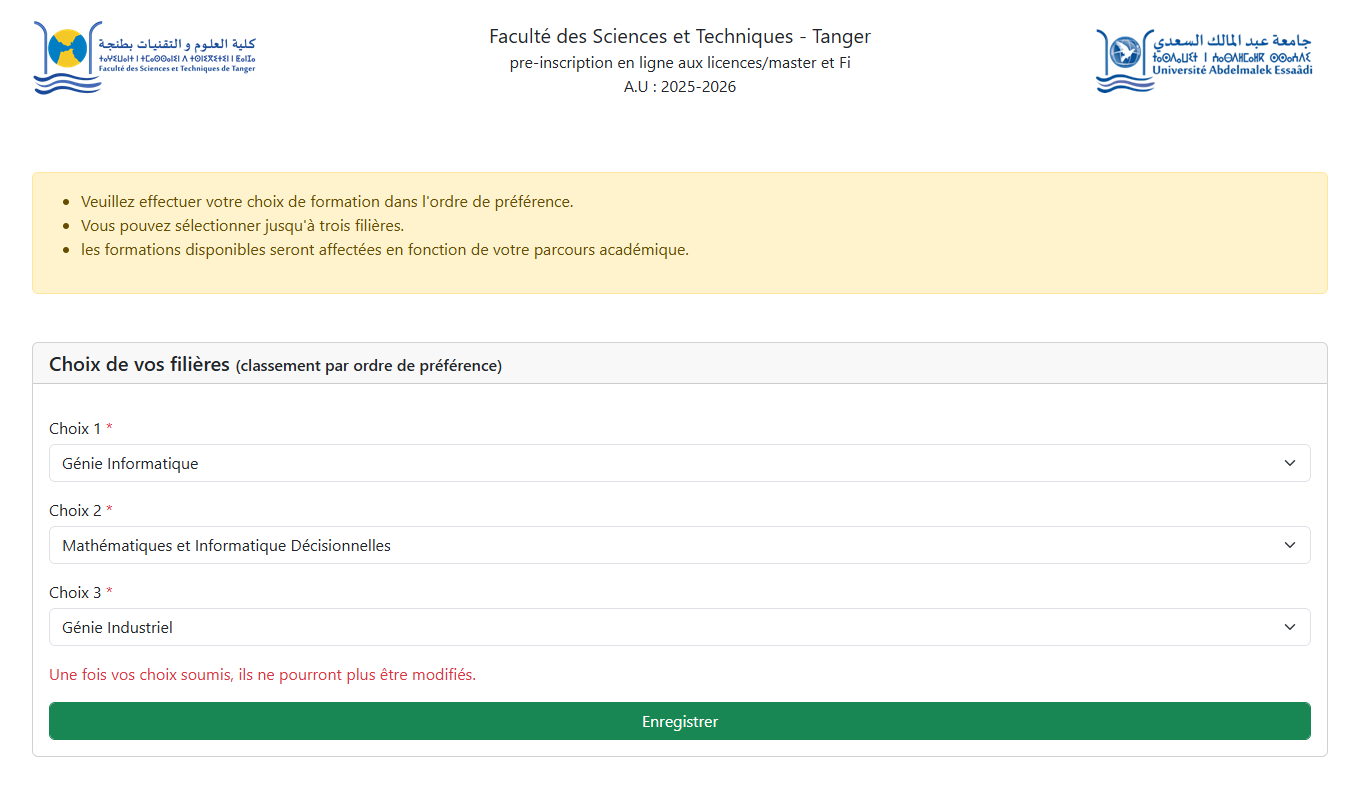 كلية العلوم و التقنيات بطنجة
Faculté des Sciences et Techniques de Tanger
Faculté des Sciences et Techniques - Tanger
pre-inscription en ligne aux licences/master et Fi
A.U : 2025-2026
جامعة عبد المالك السعدي
Université Abdelmalek Essaâdi
Veuillez effectuer votre choix de formation dans l'ordre de préférence.
Vous pouvez sélectionner jusqu'à trois filières.
les formations disponibles seront affectées en fonction de votre parcours académique.
Choix de vos filières (classement par ordre de préférence)
Choix 1 *
Génie Informatique
Choix 2 *
Mathématiques et Informatique Décisionnelles
Choix 3 *
Génie Industriel
Une fois vos choix soumis, ils ne pourront plus être modifiés.
Enregistrer